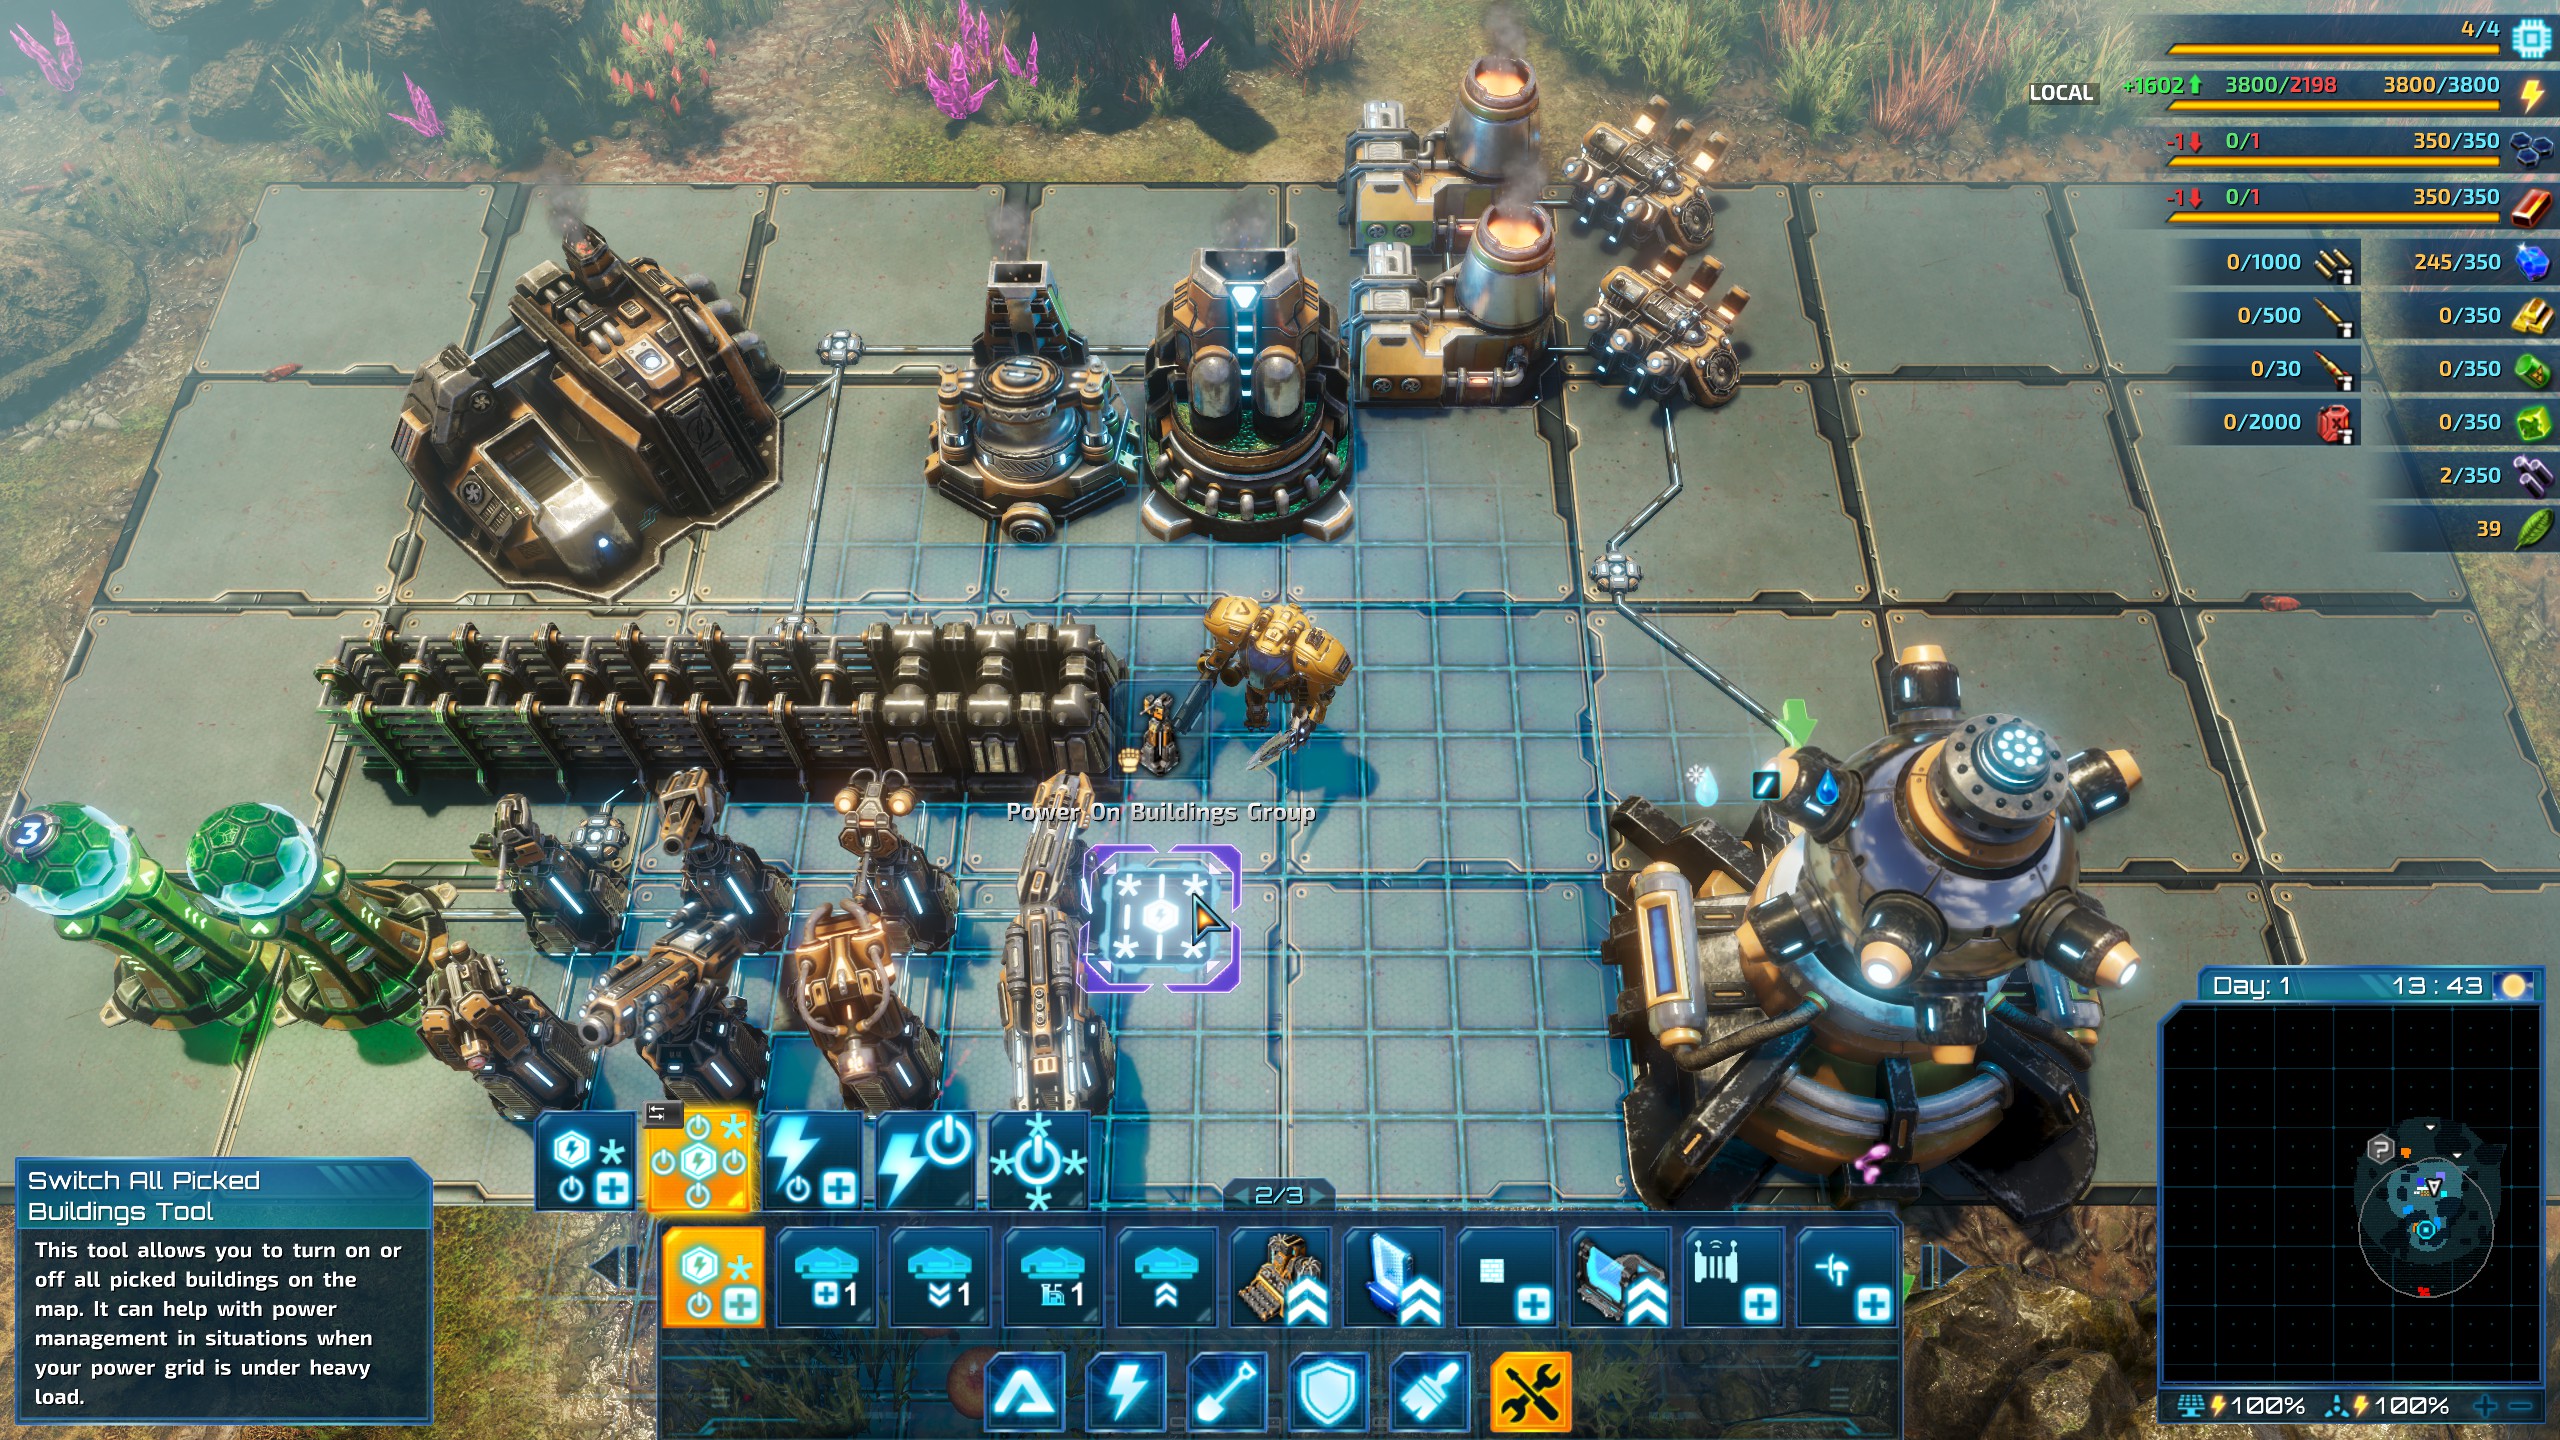 4/4
LOCAL
+1602 3800/2198 3800/3800
-1 0/1 350/350
-1 0/1 350/350
0/1000 245/350
0/500 0/350
0/30 0/350
0/2000 0/350
2/350
39
Power On Buildings Group
3
Day: 1 13:43
2/3
Switch All Picked
Buildings Tool
This tool allows you to turn on or
off all picked buildings on the
map. It can help with power
management in situations when
your power grid is under heavy
load.
1 1 1
?
100% 100%